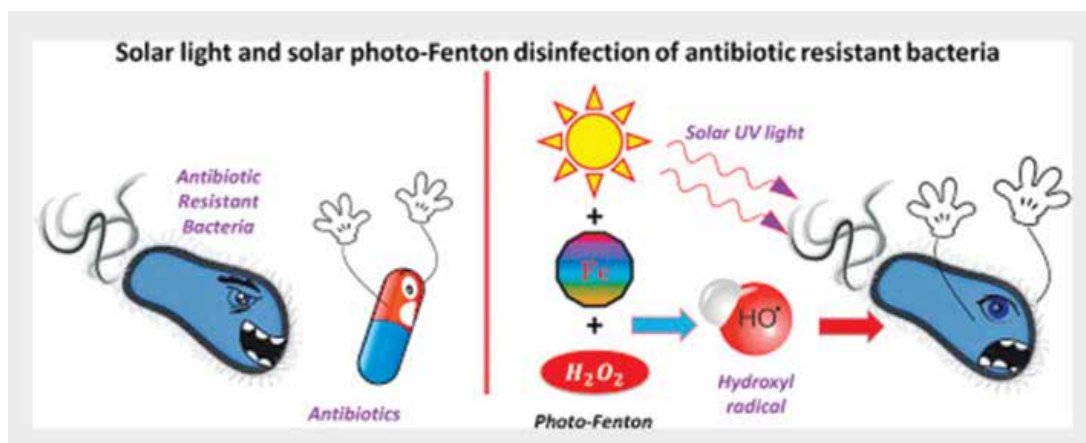 Solar light and solar photo-Fenton disinfection of antibiotic resistant bacteria
Antibiotic
Resistant
Bacteria
Antibiotics
Solar UV light
+
Fe
+
H₂O₂
Photo-Fenton
HO•
Hydroxyl
radical